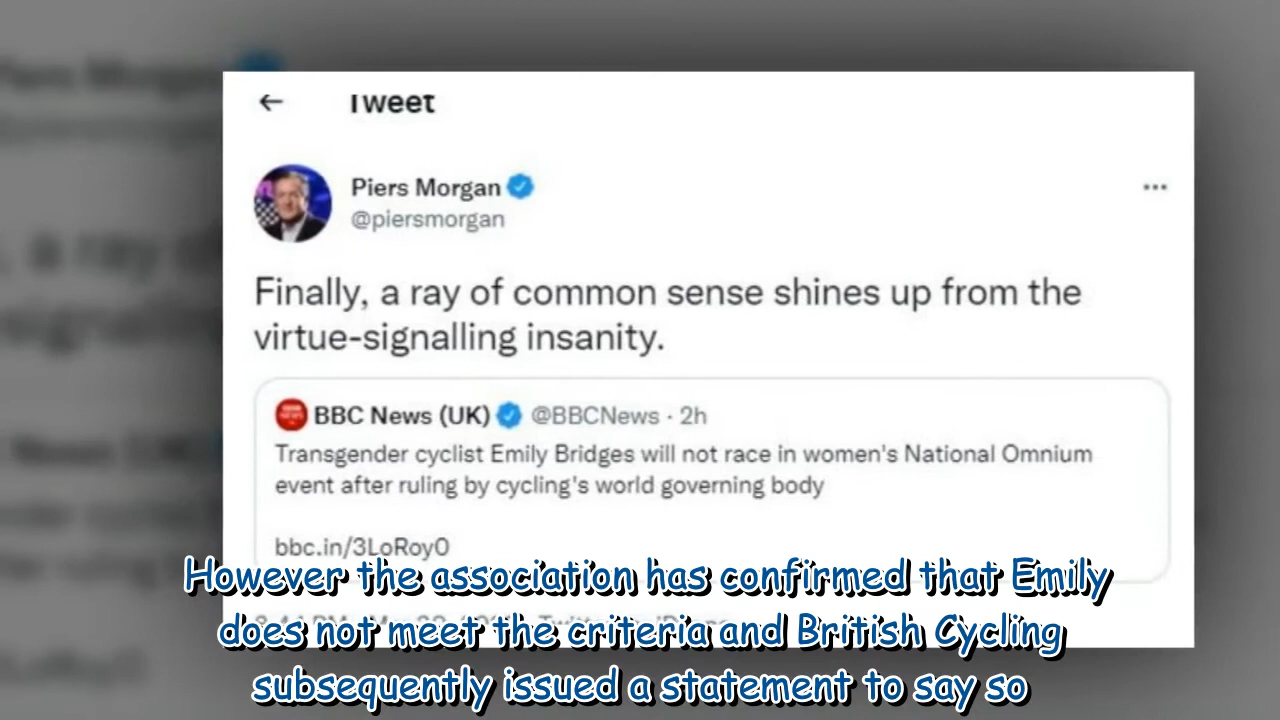 Tweet
Piers Morgan
@piersmorgan
Finally, a ray of common sense shines up from the
virtue-signalling insanity.
BBC News (UK) @BBCNews · 2h
Transgender cyclist Emily Bridges will not race in women's National Omnium
event after ruling by cycling's world governing body
bbc.in/3LoRoy0
However the association has confirmed that Emily
does not meet the criteria and British Cycling
subsequently issued a statement to say so